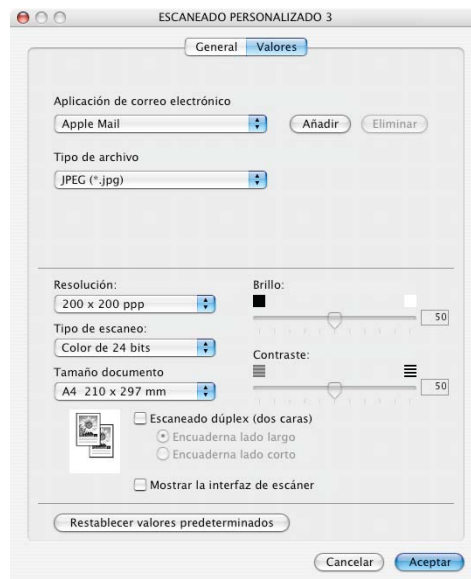 ESCANEADO PERSONALIZADO 3
General Valores
Aplicación de correo electrónico
Apple Mail Añadir Eliminar
Tipo de archivo
JPEG (*.jpg)
Resolución: Brillo:
200 x 200 ppp 50
Tipo de escaneo:
Color de 24 bits Contraste:
Tamaño documento
A4 210 x 297 mm 50
Escaneado dúplex (dos caras)
Encuaderna lado largo
Encuaderna lado corto
Mostrar la interfaz de escáner
Restablecer valores predeterminados
Cancelar Aceptar